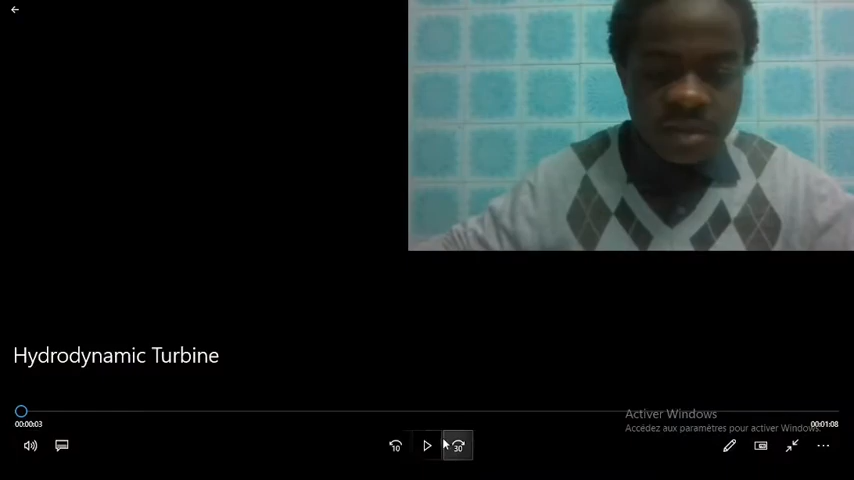 Hydrodynamic Turbine
00:00:03
Activer Windows
00:01:08
Accédez aux paramètres pour activer Windows.
10
30